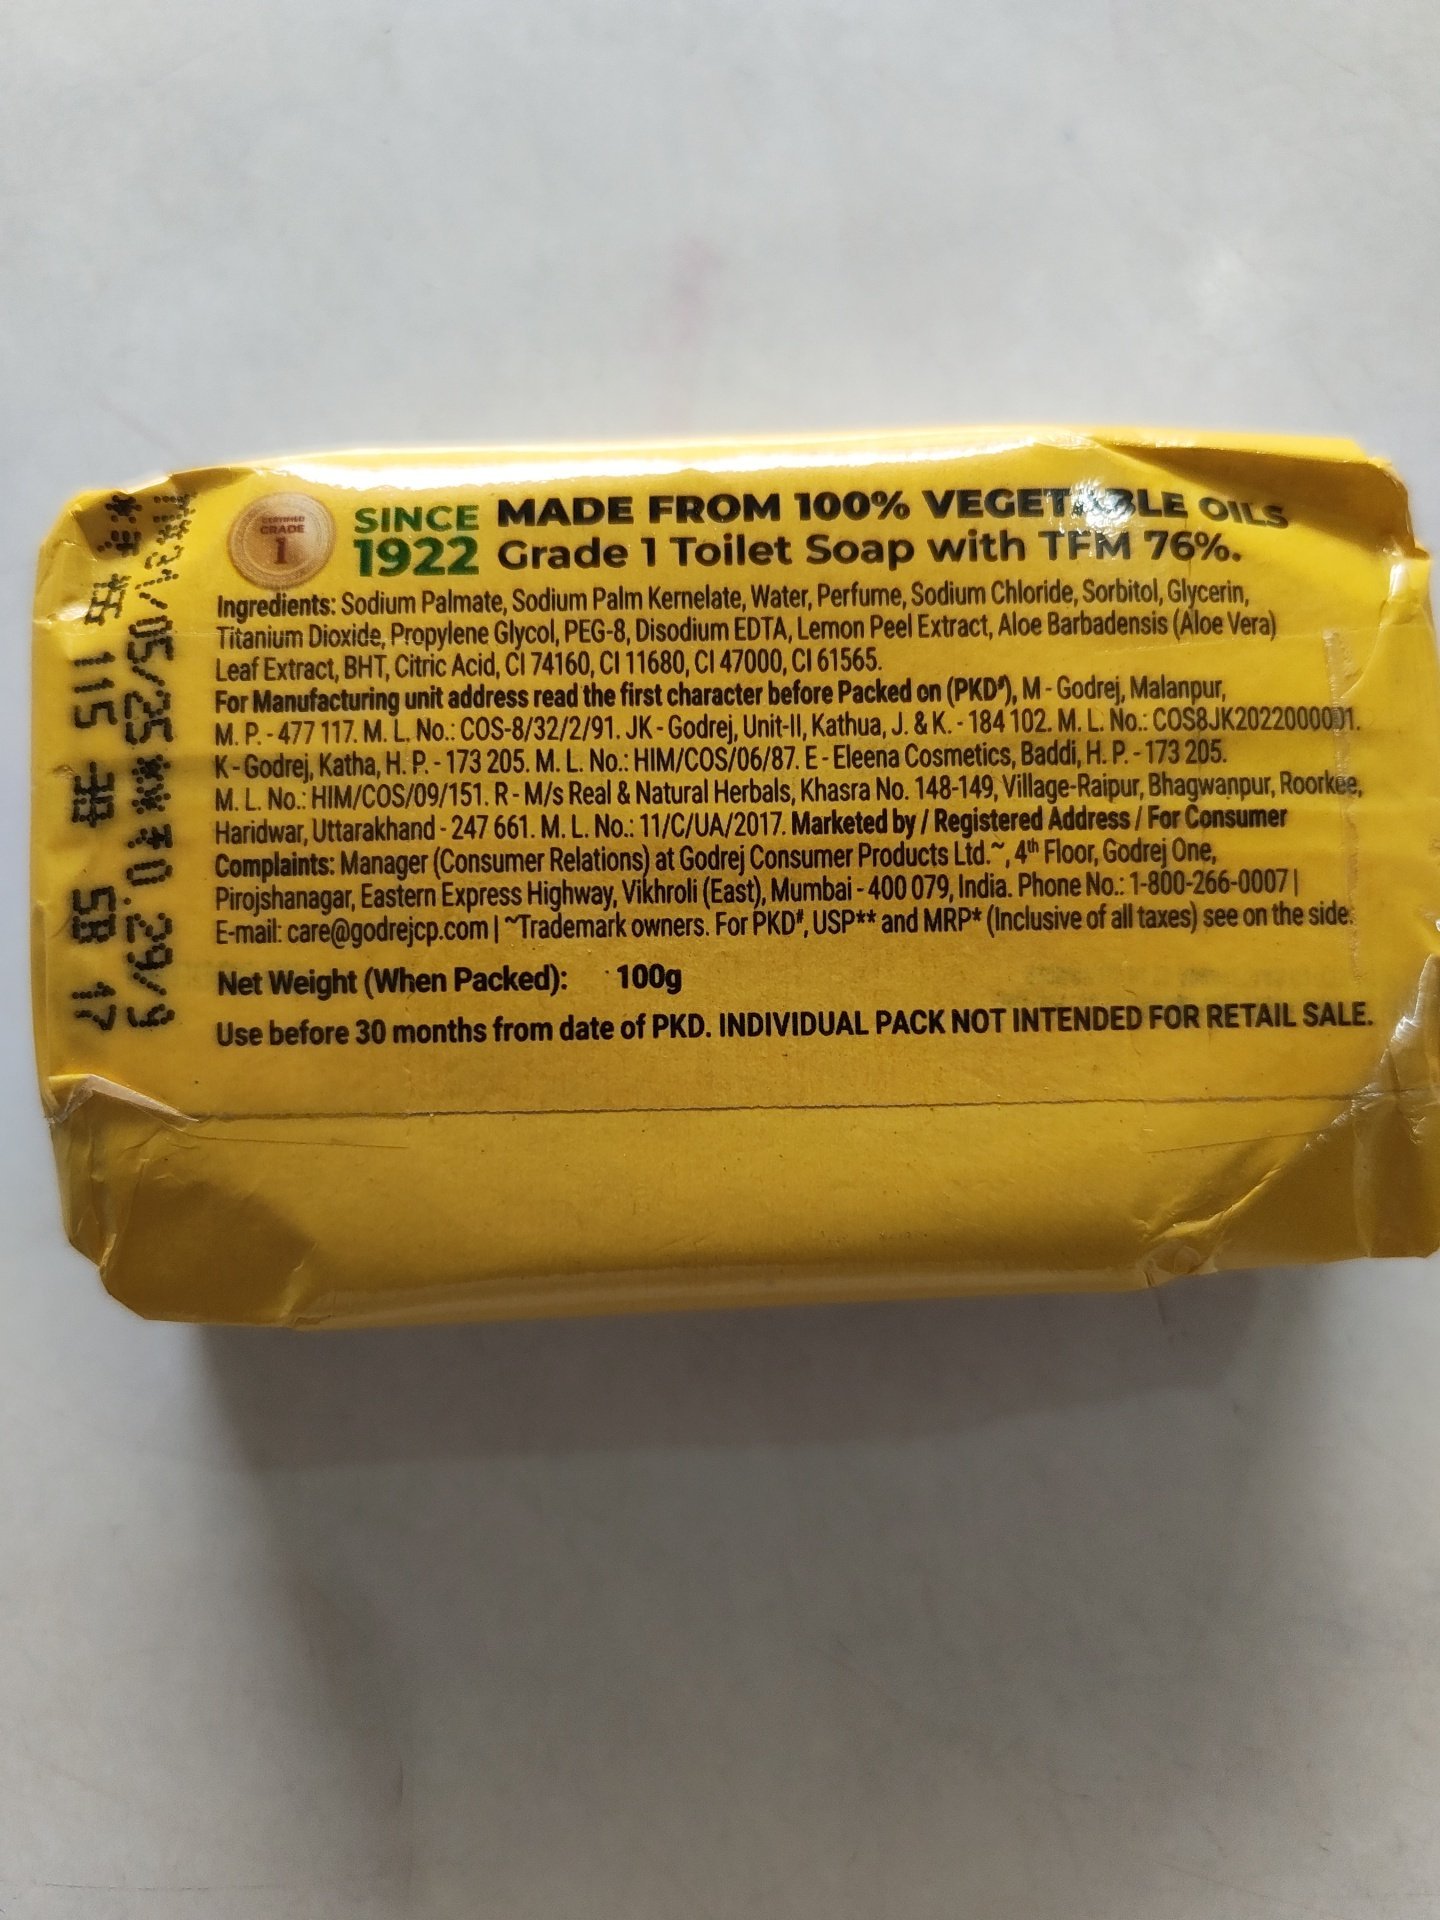 CERTIFIED
GRADE
1
SINCE
1922
MADE FROM 100% VEGETABLE OILS
Grade 1 Toilet Soap with TFM 76%.
Ingredients: Sodium Palmate, Sodium Palm Kernelate, Water, Perfume, Sodium Chloride, Sorbitol, Glycerin,
Titanium Dioxide, Propylene Glycol, PEG-8, Disodium EDTA, Lemon Peel Extract, Aloe Barbadensis (Aloe Vera)
Leaf Extract, BHT, Citric Acid, CI 74160, CI 11680, CI 47000, CI 61565.
For Manufacturing unit address read the first character before Packed on (PKD#), M - Godrej, Malanpur,
M. P. - 477 117. M. L. No.: COS-8/32/2/91. JK - Godrej, Unit-II, Kathua, J. & K. - 184 102. M. L. No.: COS8JK2022000001.
K - Godrej, Katha, H. P. - 173 205. M. L. No.: HIM/COS/06/87. E - Eleena Cosmetics, Baddi, H. P. - 173 205.
M. L. No.: HIM/COS/09/151. R - M/s Real & Natural Herbals, Khasra No. 148-149, Village-Raipur, Bhagwanpur, Roorkee,
Haridwar, Uttarakhand - 247 661. M. L. No.: 11/C/UA/2017. Marketed by / Registered Address / For Consumer
Complaints: Manager (Consumer Relations) at Godrej Consumer Products Ltd.~, 4th Floor, Godrej One,
Pirojshanagar, Eastern Express Highway, Vikhroli (East), Mumbai - 400 079, India. Phone No.: 1-800-266-0007 |
E-mail: care@godrejcp.com | ~Trademark owners. For PKD#, USP** and MRP* (Inclusive of all taxes) see on the side.
Net Weight (When Packed): 100g
Use before 30 months from date of PKD. INDIVIDUAL PACK NOT INTENDED FOR RETAIL SALE.
05/25 ** ₹0.29/g